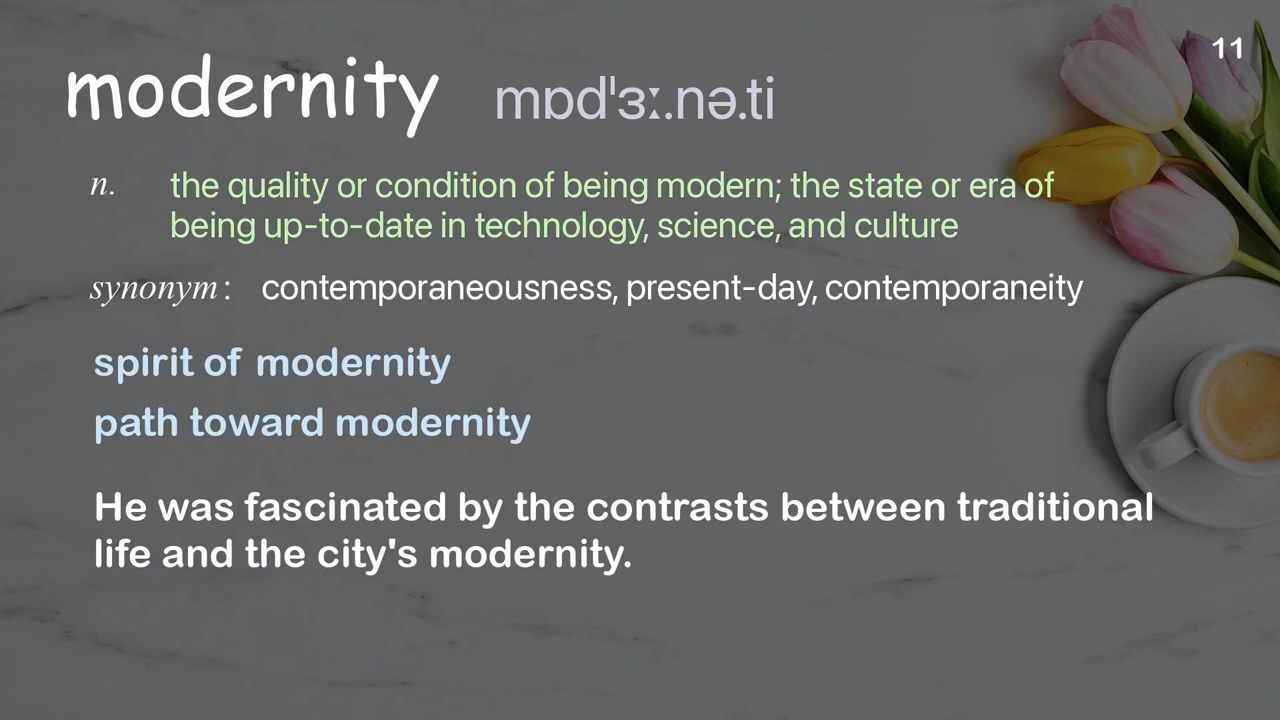 11
modernity mɒdˈɜː.nə.ti
n. the quality or condition of being modern; the state or era of
being up-to-date in technology, science, and culture
synonym: contemporaneousness, present-day, contemporaneity
spirit of modernity
path toward modernity
He was fascinated by the contrasts between traditional
life and the city's modernity.